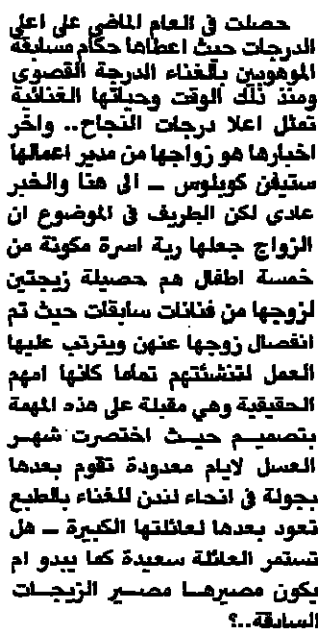 حصلت في العام الماضي على اعلى
الدرجات حيث اعطاها حكام مسابقة
الموهوبين بالغناء الدرجة القصوى
ومنذ ذلك الوقت وحياتها الغنائية
تمثل اعلا درجات النجاح.. واخر
اخبارها هو زواجها من مدير اعمالها
ستيفن كويلوس ــ الى هنا والخبر
عادي لكن الطريف في الموضوع ان
الزواج جعلها ربة اسرة مكونة من
خمسة اطفال هم حصيلة زيجتين
لزوجها من فنانات سابقات حيث تم
انفصال زوجها عنهن ويترتب عليها
العمل لتنشئتهم تماما كانها امهم
الحقيقية وهي مقبلة على هذه المهمة
بتصميم حيث اختصرت شهر
العسل لايام معدودة تقوم بعدها
بجولة في انحاء لندن للغناء بالطبع
تعود بعدها لعائلتها الكبيرة ــ هل
تستمر العائلة سعيدة كما يبدو ام
يكون مصيرها مصير الزيجات
السابقة..؟